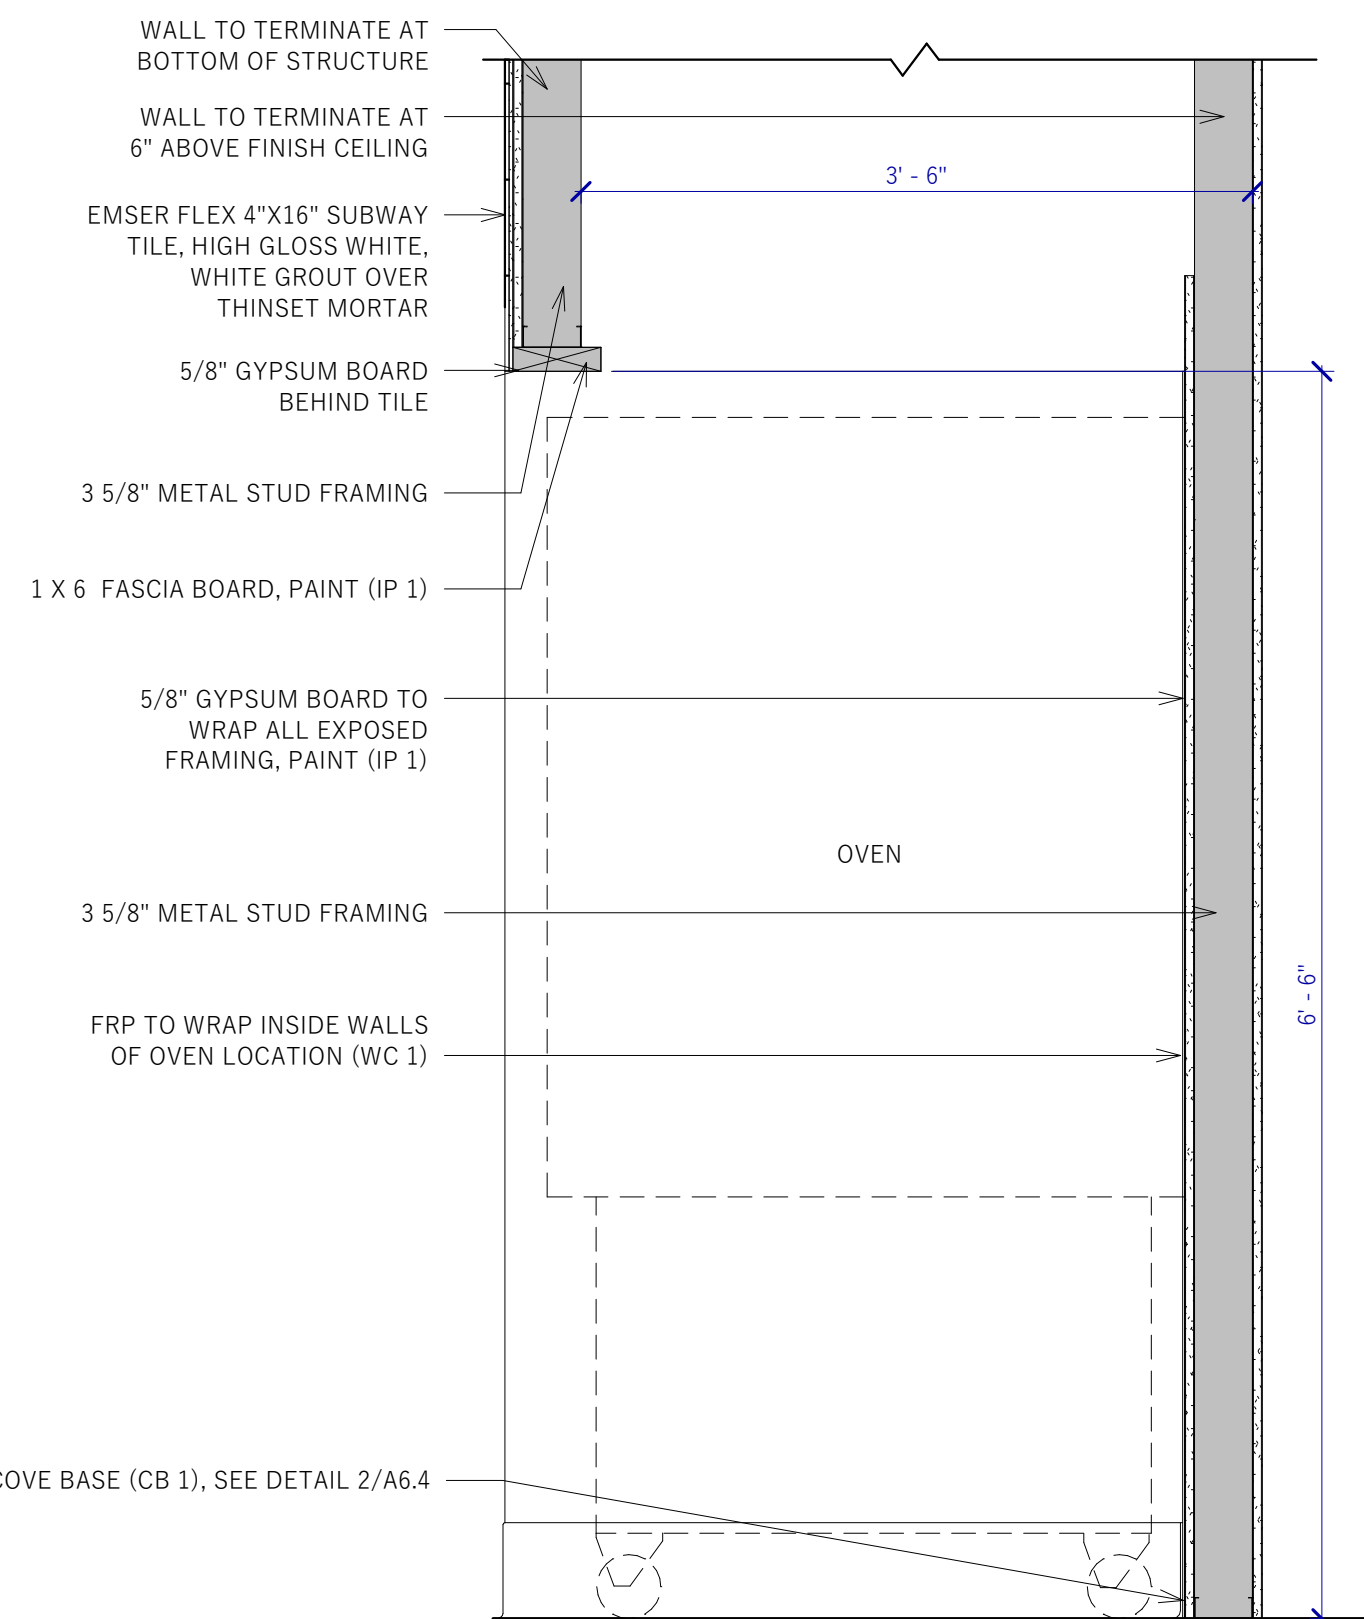 WALL TO TERMINATE AT
BOTTOM OF STRUCTURE
WALL TO TERMINATE AT
6" ABOVE FINISH CEILING
3' - 6"
EMSER FLEX 4"X16" SUBWAY
TILE, HIGH GLOSS WHITE,
WHITE GROUT OVER
THINSET MORTAR
5/8" GYPSUM BOARD
BEHIND TILE
3 5/8" METAL STUD FRAMING
1 X 6 FASCIA BOARD, PAINT (IP 1)
5/8" GYPSUM BOARD TO
WRAP ALL EXPOSED
FRAMING, PAINT (IP 1)
OVEN
3 5/8" METAL STUD FRAMING
6' - 6"
FRP TO WRAP INSIDE WALLS
OF OVEN LOCATION (WC 1)
COVE BASE (CB 1), SEE DETAIL 2/A6.4